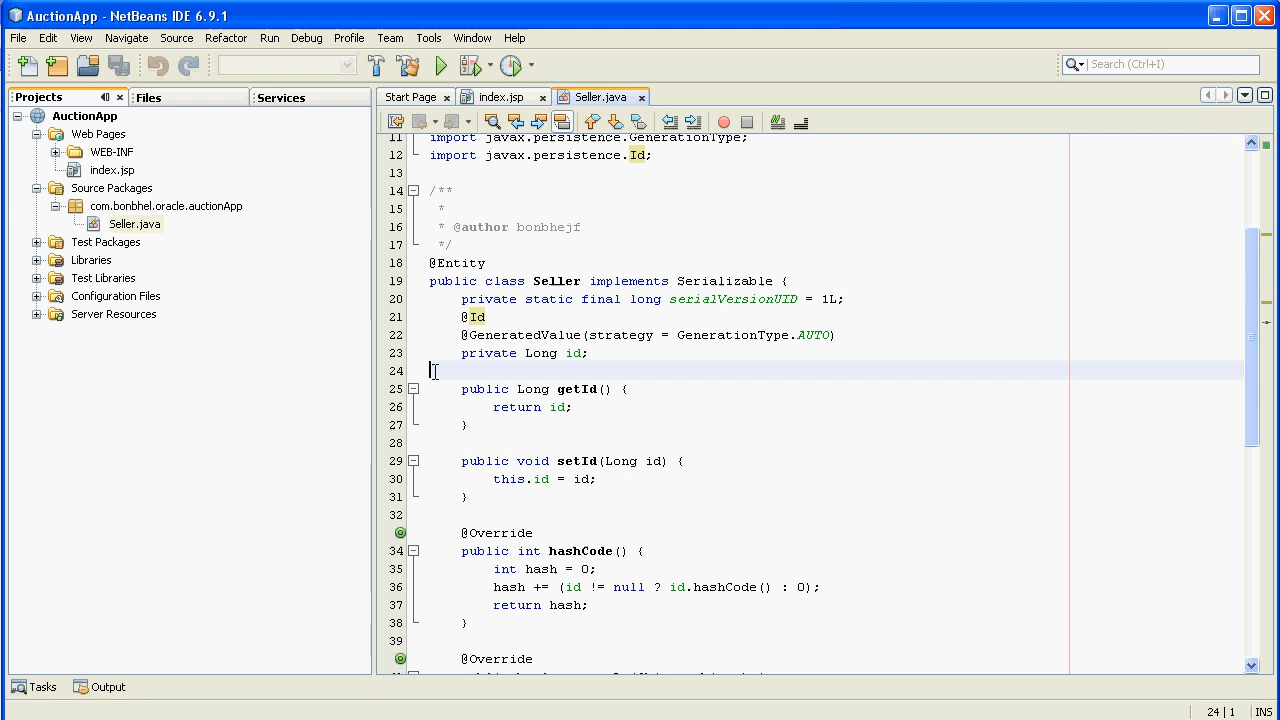 AuctionApp - NetBeans IDE 6.9.1
File Edit View Navigate Source Refactor Run Debug Profile Team Tools Window Help
Search (Ctrl+I)
Projects Files Services
AuctionApp
Web Pages
WEB-INF
index.jsp
Source Packages
com.bonbhel.oracle.auctionApp
Seller.java
Test Packages
Libraries
Test Libraries
Configuration Files
Server Resources
Start Page index.jsp Seller.java
11 import javax.persistence.GenerationType;
12 import javax.persistence.Id;
13
14 /**
15 *
16 * @author bonbhejf
17 */
18 @Entity
19 public class Seller implements Serializable {
20 private static final long serialVersionUID = 1L;
21 @Id
22 @GeneratedValue(strategy = GenerationType.AUTO)
23 private Long id;
24
25 public Long getId() {
26 return id;
27 }
28
29 public void setId(Long id) {
30 this.id = id;
31 }
32
@Override
34 public int hashCode() {
35 int hash = 0;
36 hash += (id != null ? id.hashCode() : 0);
37 return hash;
38 }
39
@Override
Tasks Output
24 | 1 INS